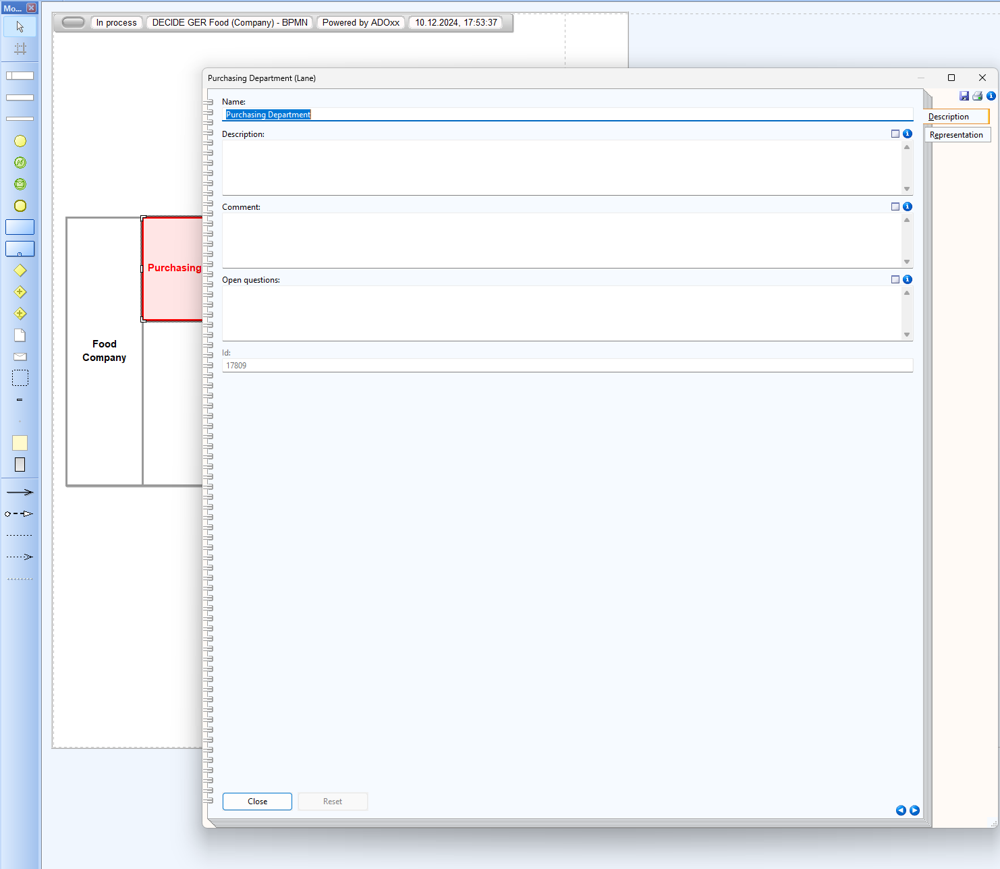 Mo...
In process
DECIDE GER Food (Company) - BPMN
Powered by ADOxx
10.12.2024, 17:53:37
Purchasing Department (Lane)
Name:
Purchasing Department
Description:
Comment:
Open questions:
Id:
17809
Description
Representation
Purchasing
Food
Company
Close
Reset